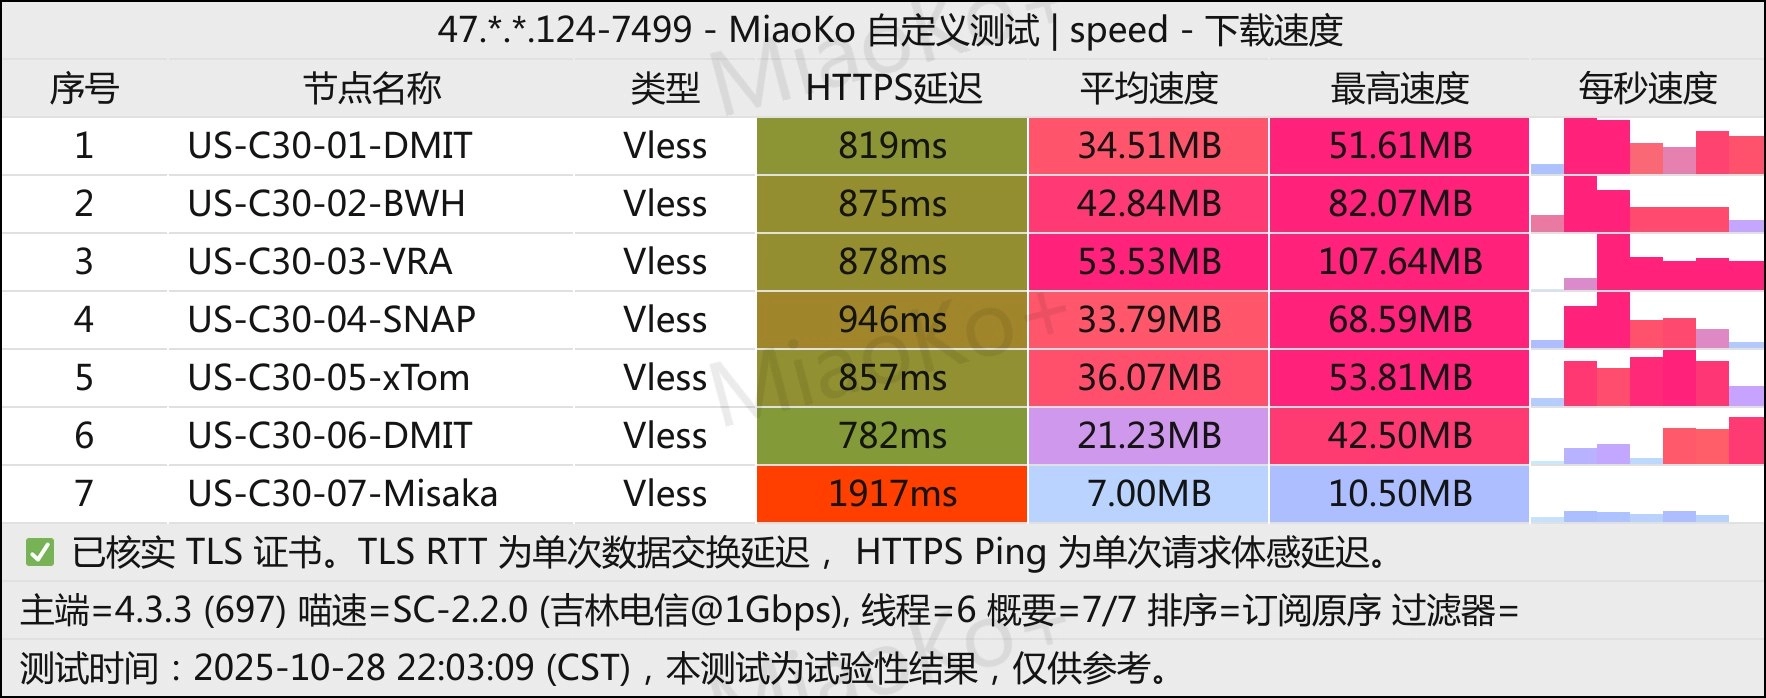 47.*.*.124-7499 - MiaoKo 自定义测试 | speed - 下载速度
序号 节点名称 类型 HTTPS延迟 平均速度 最高速度 每秒速度
1 US-C30-01-DMIT Vless 819ms 34.51MB 51.61MB
2 US-C30-02-BWH Vless 875ms 42.84MB 82.07MB
3 US-C30-03-VRA Vless 878ms 53.53MB 107.64MB
4 US-C30-04-SNAP Vless 946ms 33.79MB 68.59MB
5 US-C30-05-xTom Vless 857ms 36.07MB 53.81MB
6 US-C30-06-DMIT Vless 782ms 21.23MB 42.50MB
7 US-C30-07-Misaka Vless 1917ms 7.00MB 10.50MB
✅ 已核实 TLS 证书。TLS RTT 为单次数据交换延迟，HTTPS Ping 为单次请求体感延迟。
主端=4.3.3 (697) 喵速=SC-2.2.0 (吉林电信@1Gbps), 线程=6 概要=7/7 排序=订阅原序 过滤器=
测试时间：2025-10-28 22:03:09 (CST)，本测试为试验性结果，仅供参考。
MiaoKo+
MiaoKo+
MiaoKo+